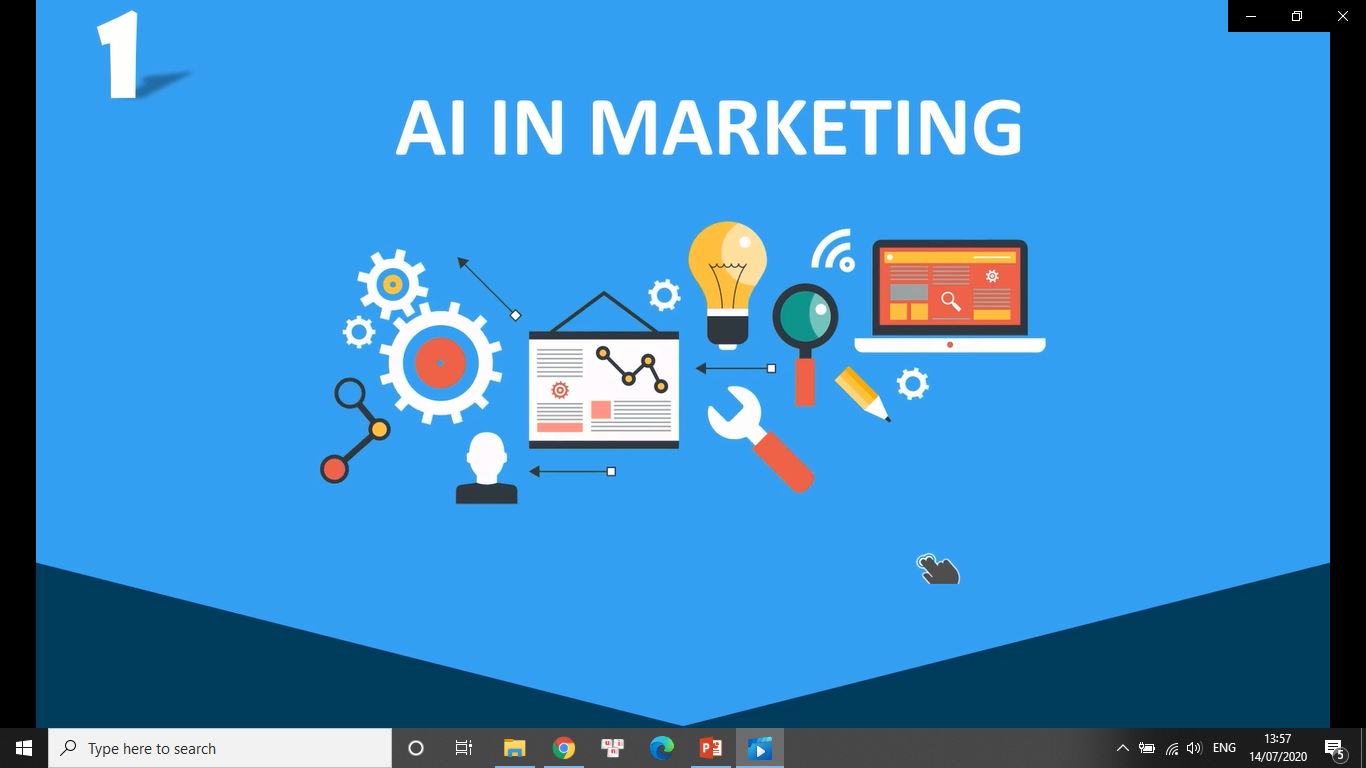 1
AI IN MARKETING
Type here to search
ENG
13:57
14/07/2020
5